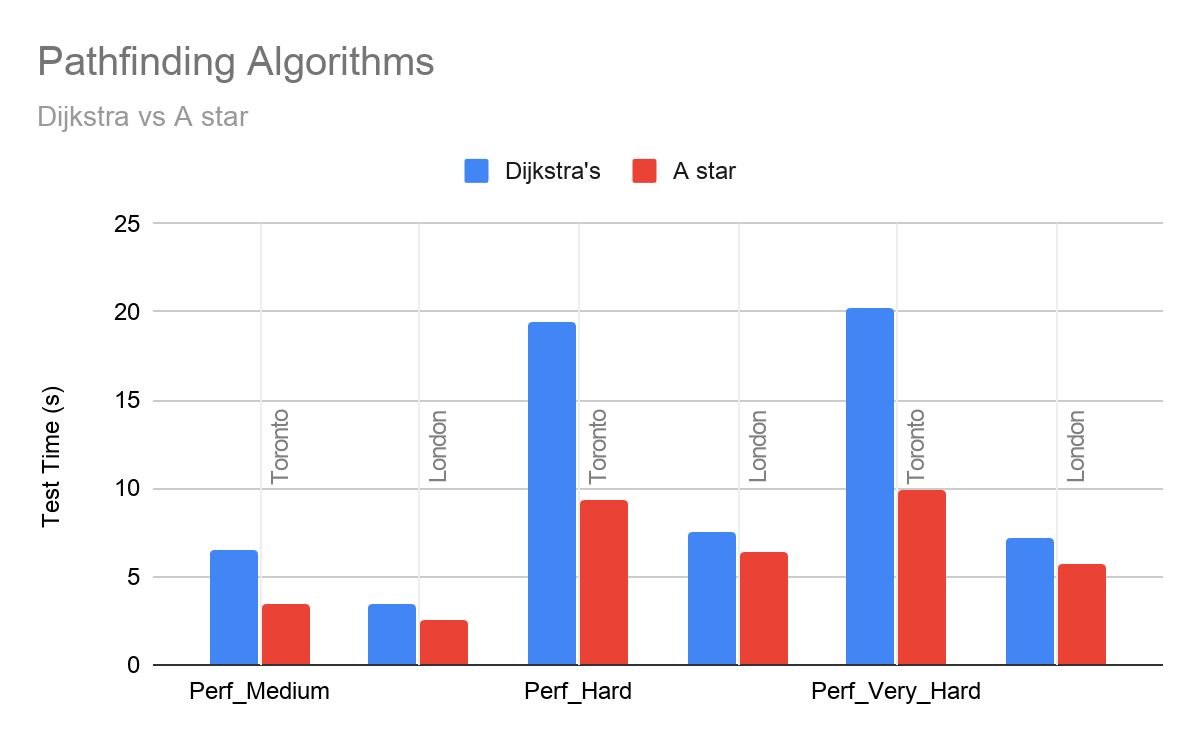 Pathfinding Algorithms
Dijkstra vs A star
Dijkstra's A star
25
20
15
10
5
0
Test Time (s)
Toronto
London
Toronto
London
Toronto
London
Perf_Medium Perf_Hard Perf_Very_Hard